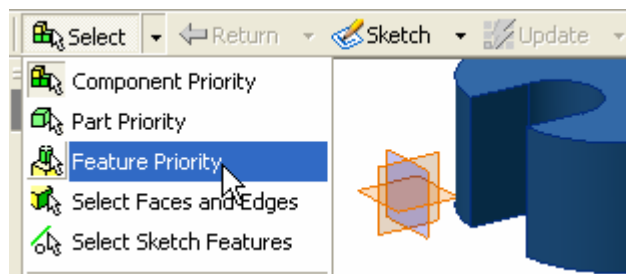 Select Return Sketch Update
Component Priority
Part Priority
Feature Priority
Select Faces and Edges
Select Sketch Features